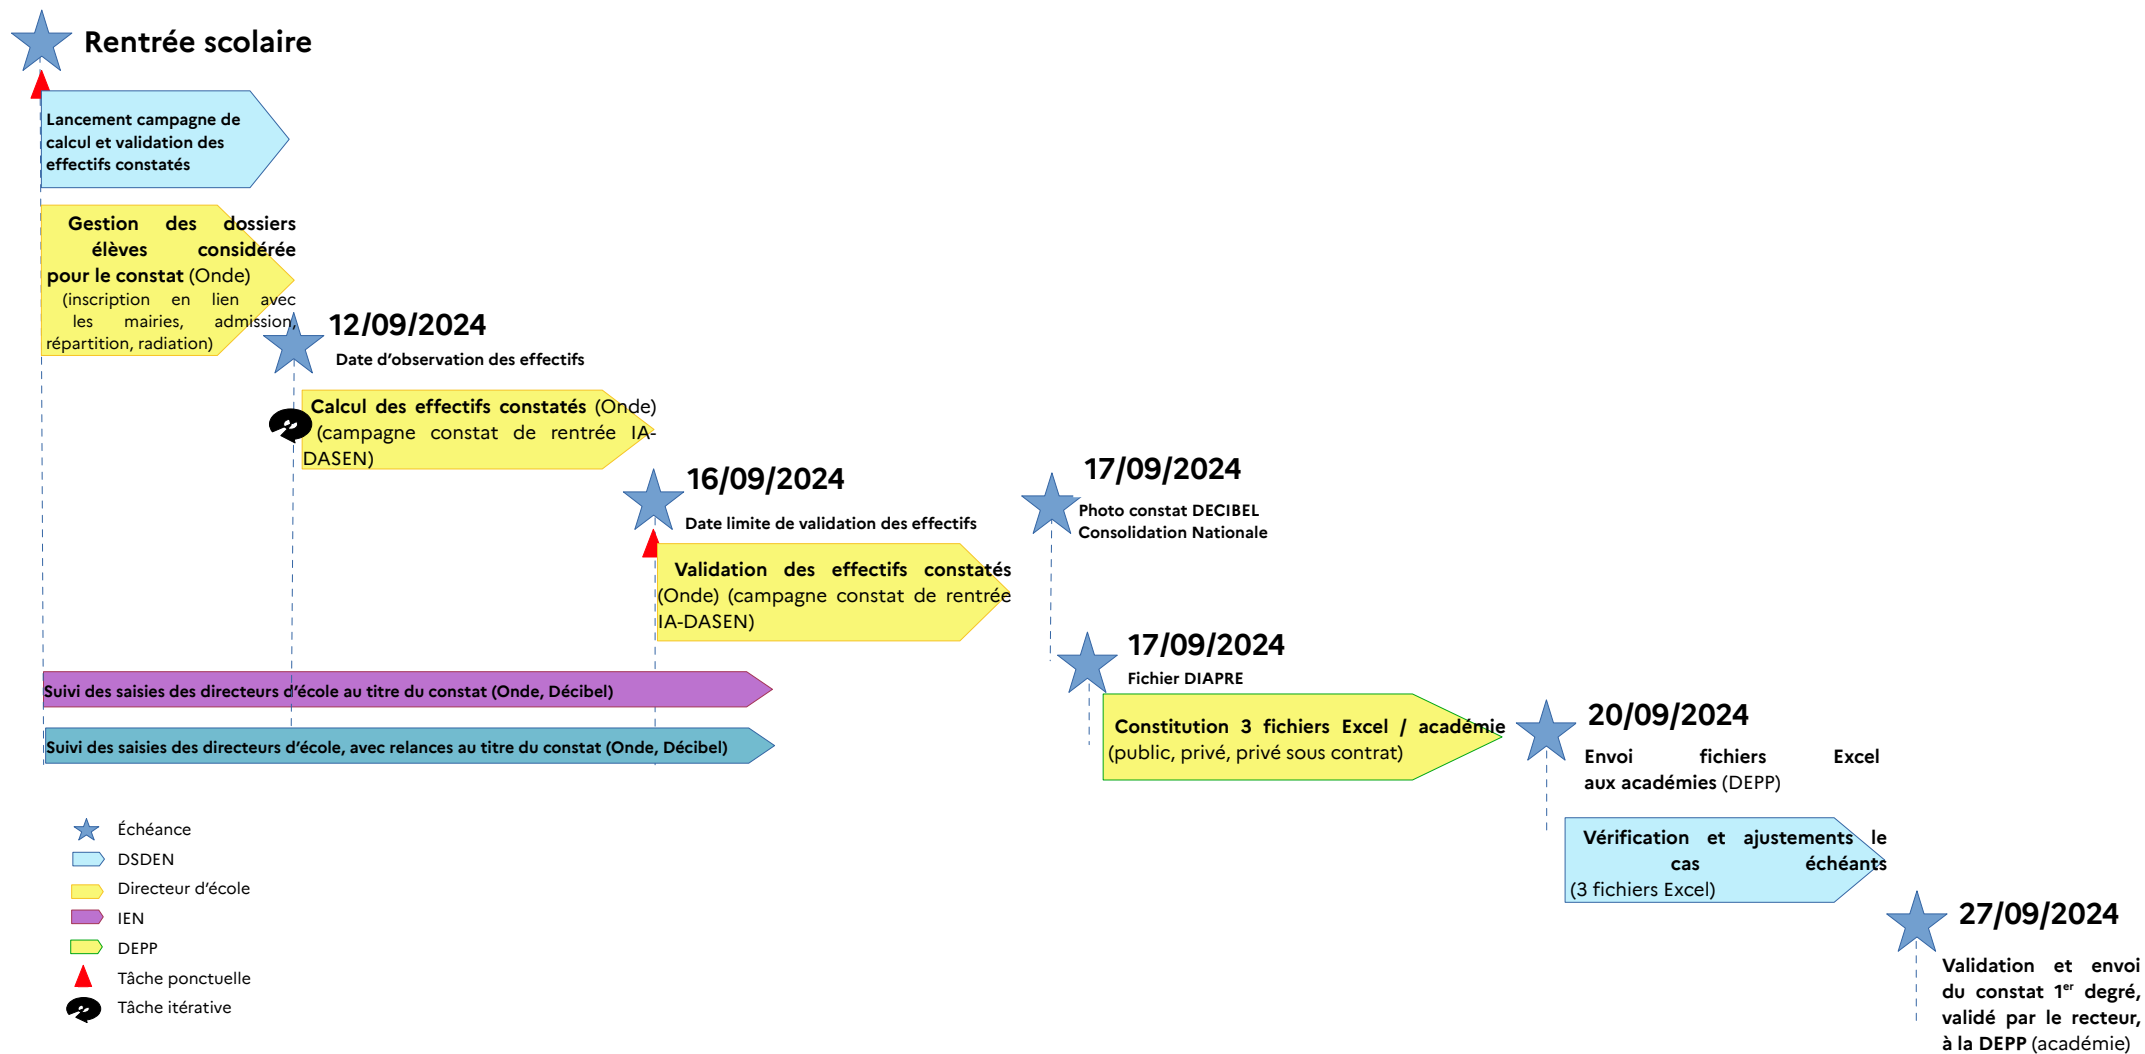 Rentrée scolaire
Lancement campagne de
calcul et validation des
effectifs constatés
Gestion des dossiers
élèves considérée
pour le constat (Onde)
(inscription en lien avec
les mairies, admission,
répartition, radiation)
12/09/2024
Date d’observation des effectifs
Calcul des effectifs constatés (Onde)
(campagne constat de rentrée IA-
DASEN)
16/09/2024
Date limite de validation des effectifs
Validation des effectifs constatés
(Onde) (campagne constat de rentrée
IA-DASEN)
17/09/2024
Photo constat DECIBEL
Consolidation Nationale
17/09/2024
Fichier DIAPRE
Constitution 3 fichiers Excel / académie
(public, privé, privé sous contrat)
Suivi des saisies des directeurs d’école au titre du constat (Onde, Décibel)
Suivi des saisies des directeurs d’école, avec relances au titre du constat (Onde, Décibel)
20/09/2024
Envoi fichiers Excel
aux académies (DEPP)
Vérification et ajustements le
cas échéants
(3 fichiers Excel)
27/09/2024
Validation et envoi
du constat 1er degré,
validé par le recteur,
à la DEPP (académie)
Échéance
DSDEN
Directeur d’école
IEN
DEPP
Tâche ponctuelle
Tâche itérative